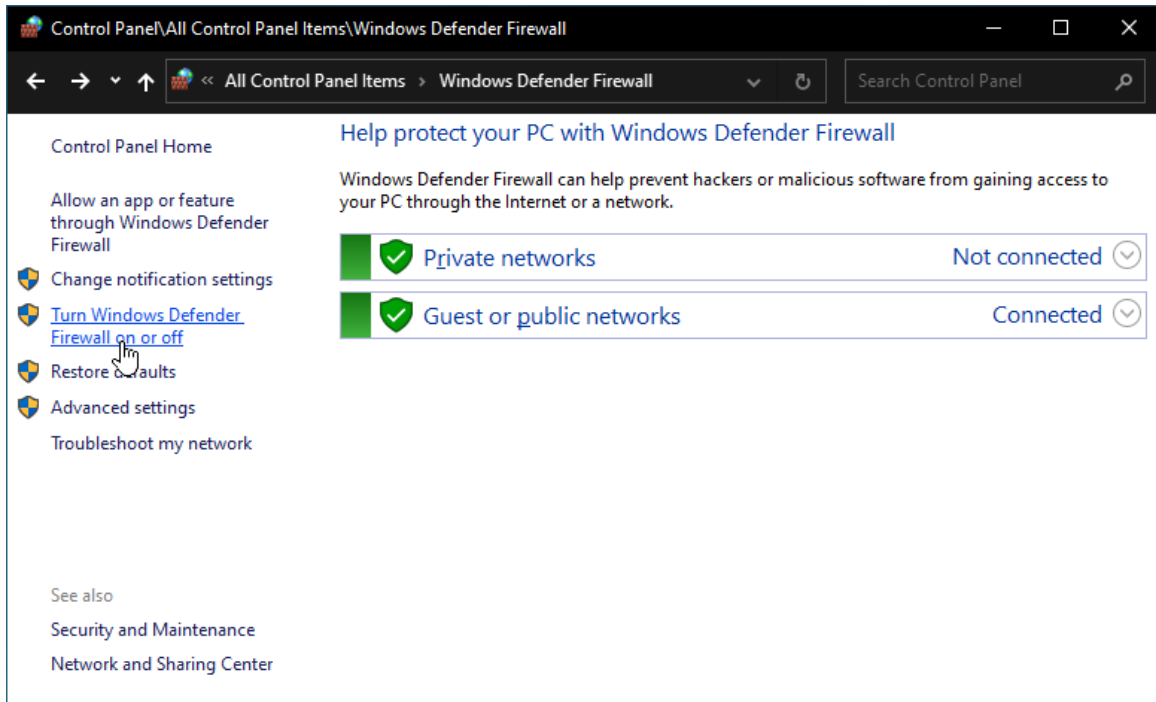 Control Panel\All Control Panel Items\Windows Defender Firewall
« All Control Panel Items › Windows Defender Firewall
Search Control Panel
Control Panel Home
Allow an app or feature
through Windows Defender
Firewall
Change notification settings
Turn Windows Defender
Firewall on or off
Restore defaults
Advanced settings
Troubleshoot my network
See also
Security and Maintenance
Network and Sharing Center
Help protect your PC with Windows Defender Firewall
Windows Defender Firewall can help prevent hackers or malicious software from gaining access to
your PC through the Internet or a network.
Private networks Not connected
Guest or public networks Connected